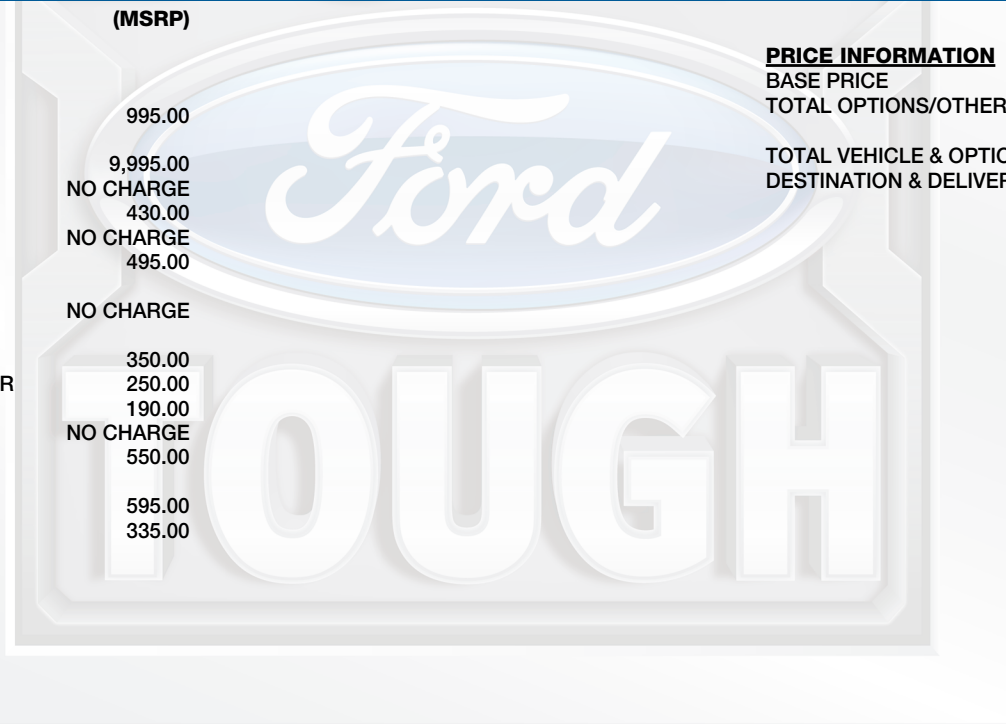 (MSRP)
995.00
9,995.00
NO CHARGE
430.00
NO CHARGE
495.00
NO CHARGE
350.00
R 250.00
190.00
NO CHARGE
550.00
595.00
335.00
PRICE INFORMATION
BASE PRICE
TOTAL OPTIONS/OTHER
TOTAL VEHICLE & OPTIO
DESTINATION & DELIVER
Ford
TOUGH